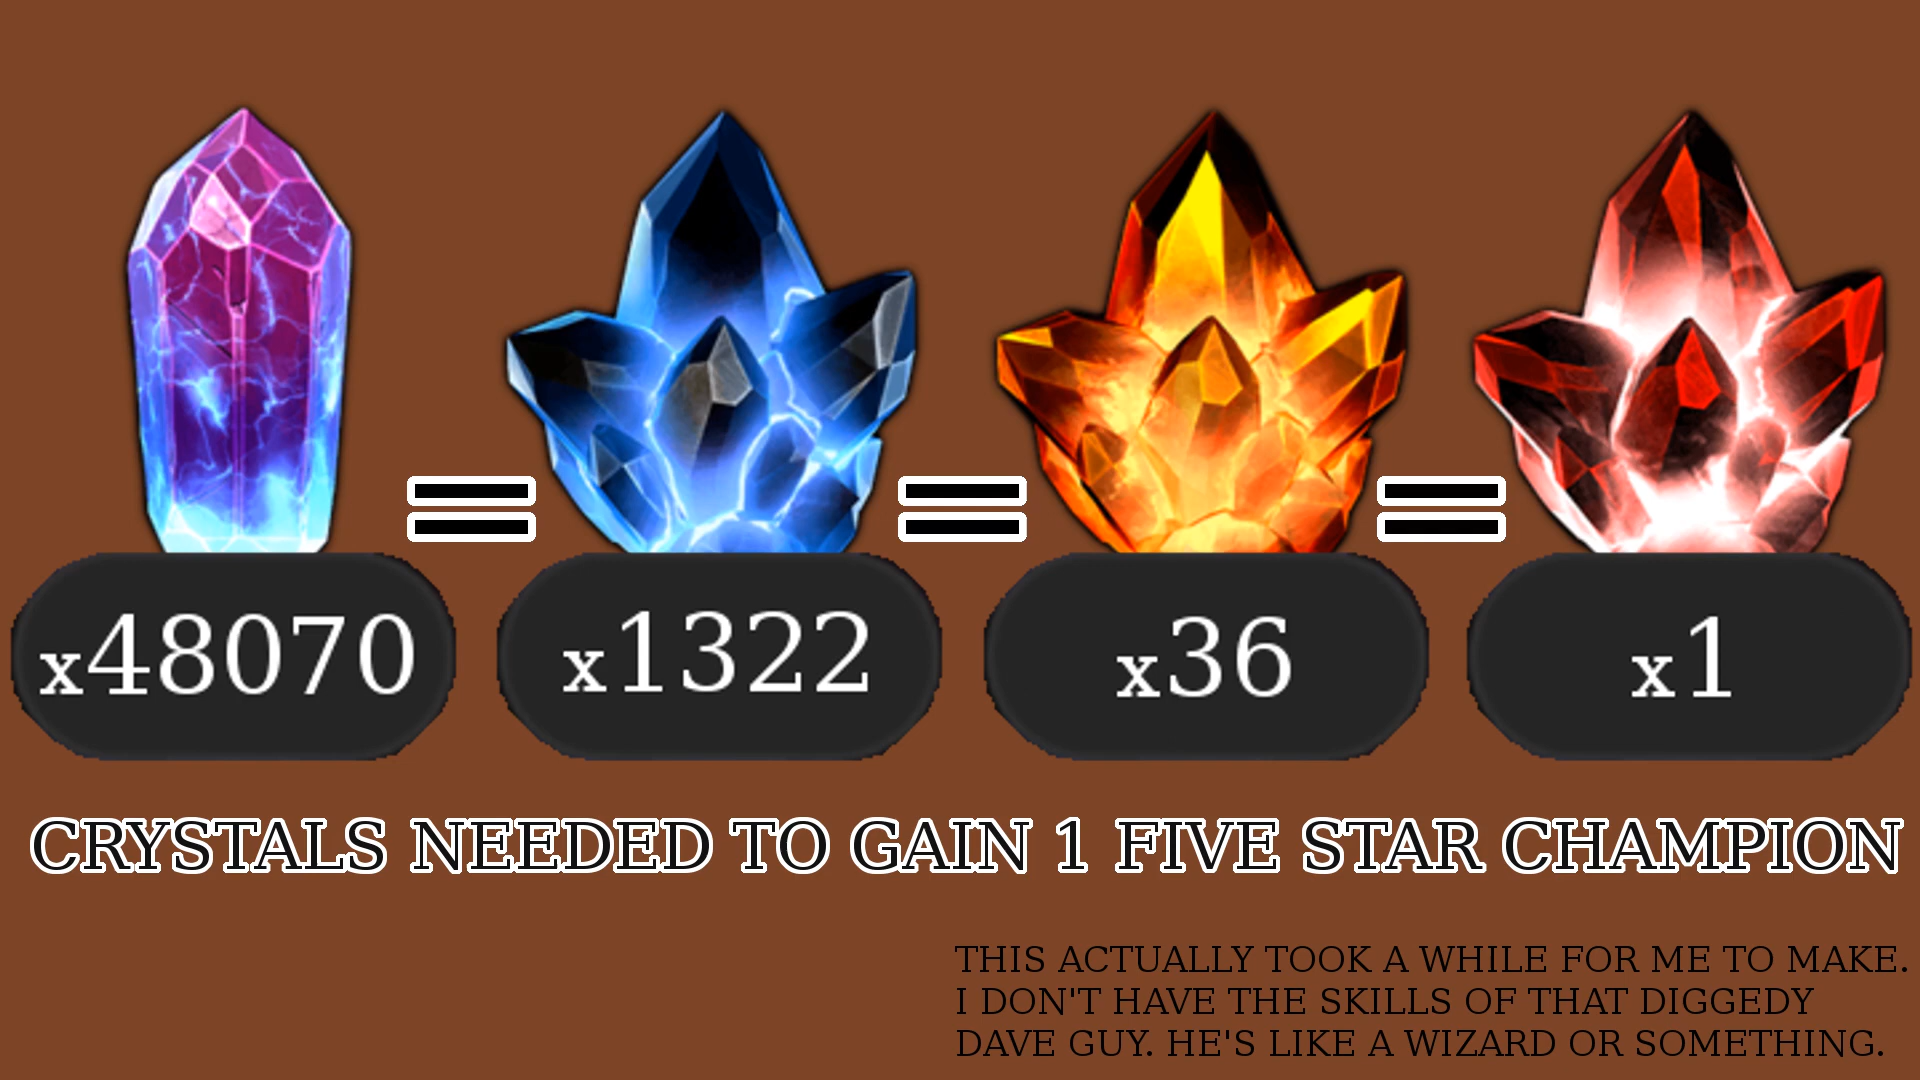 x48070 x1322 x36 x1
CRYSTALS NEEDED TO GAIN 1 FIVE STAR CHAMPION
THIS ACTUALLY TOOK A WHILE FOR ME TO MAKE.
I DON'T HAVE THE SKILLS OF THAT DIGGEDY
DAVE GUY. HE'S LIKE A WIZARD OR SOMETHING.